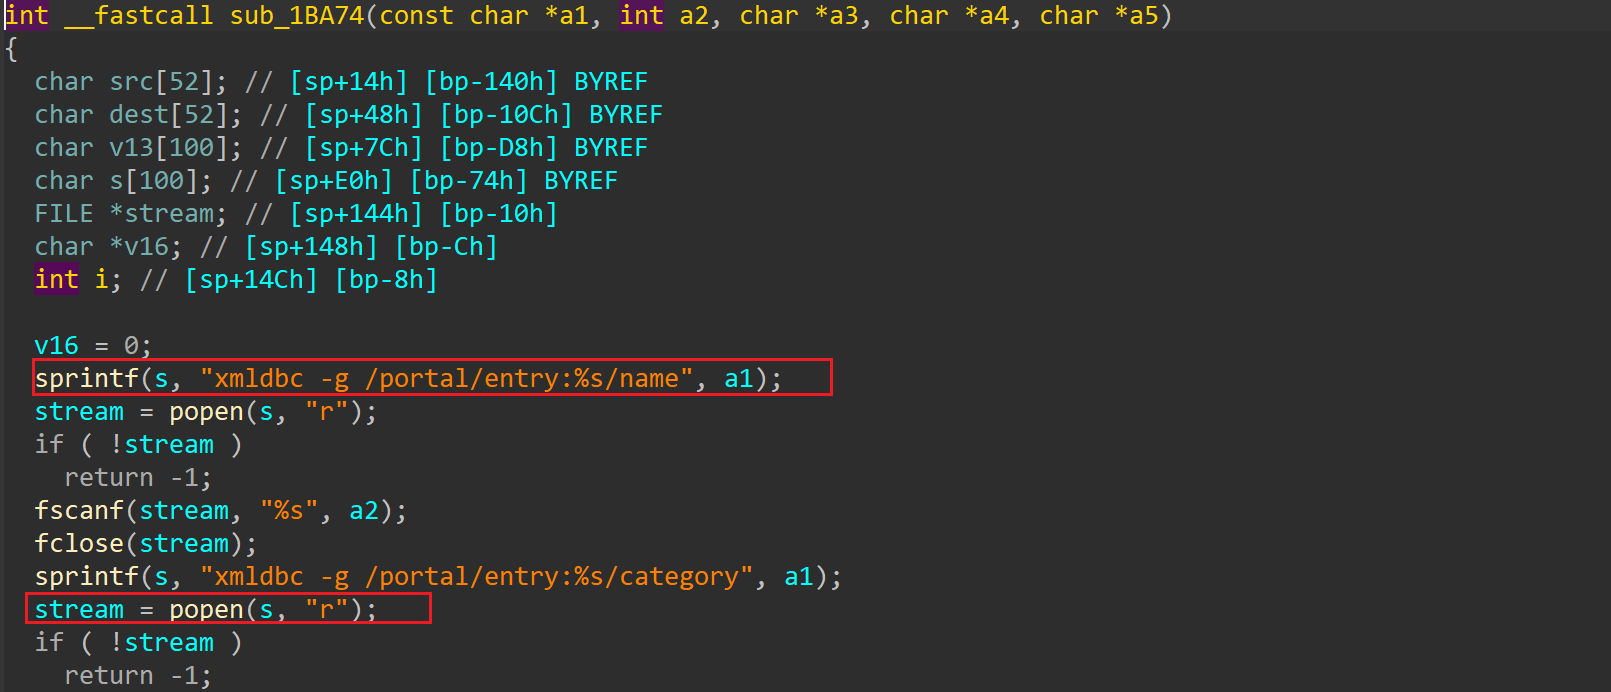 int __fastcall sub_1BA74(const char *a1, int a2, char *a3, char *a4, char *a5)
{
  char src[52]; // [sp+14h] [bp-140h] BYREF
  char dest[52]; // [sp+48h] [bp-10Ch] BYREF
  char v13[100]; // [sp+7Ch] [bp-D8h] BYREF
  char s[100]; // [sp+E0h] [bp-74h] BYREF
  FILE *stream; // [sp+144h] [bp-10h]
  char *v16; // [sp+148h] [bp-Ch]
  int i; // [sp+14Ch] [bp-8h]

  v16 = 0;
  sprintf(s, "xmldbc -g /portal/entry:%s/name", a1);
  stream = popen(s, "r");
  if ( !stream )
    return -1;
  fscanf(stream, "%s", a2);
  fclose(stream);
  sprintf(s, "xmldbc -g /portal/entry:%s/category", a1);
  stream = popen(s, "r");
  if ( !stream )
    return -1;